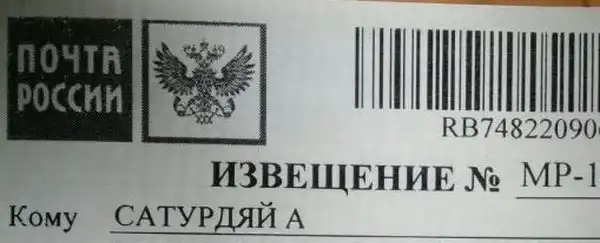 ПОЧТА
РОССИИ
RB74822090
ИЗВЕЩЕНИЕ № МР-1
Кому САТУРДЯЙ А